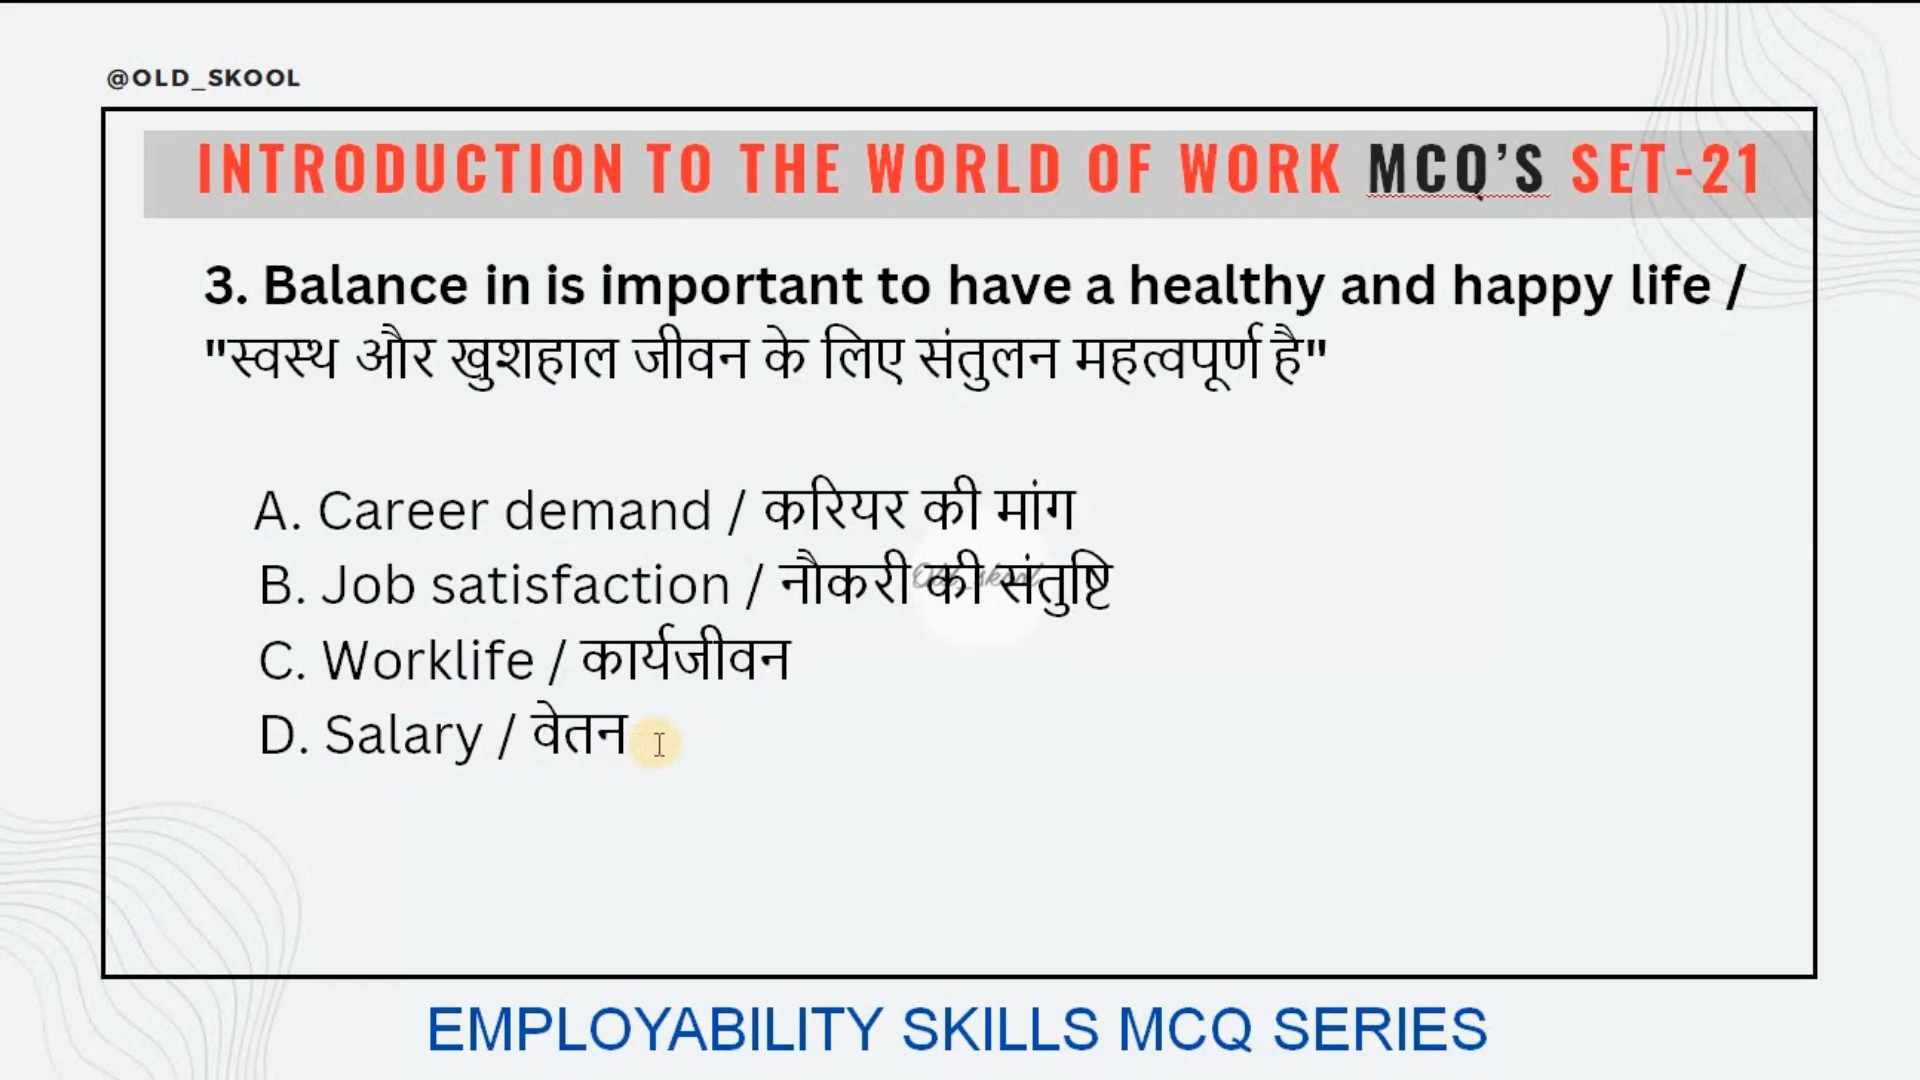 @OLD_SKOOL
INTRODUCTION TO THE WORLD OF WORK MCQ’S SET-21
3. Balance in is important to have a healthy and happy life /
"स्वस्थ और खुशहाल जीवन के लिए संतुलन महत्वपूर्ण है"
A. Career demand / करियर की मांग
B. Job satisfaction / नौकरी की संतुष्टि
Old_skool
C. Worklife / कार्यजीवन
D. Salary / वेतन
EMPLOYABILITY SKILLS MCQ SERIES